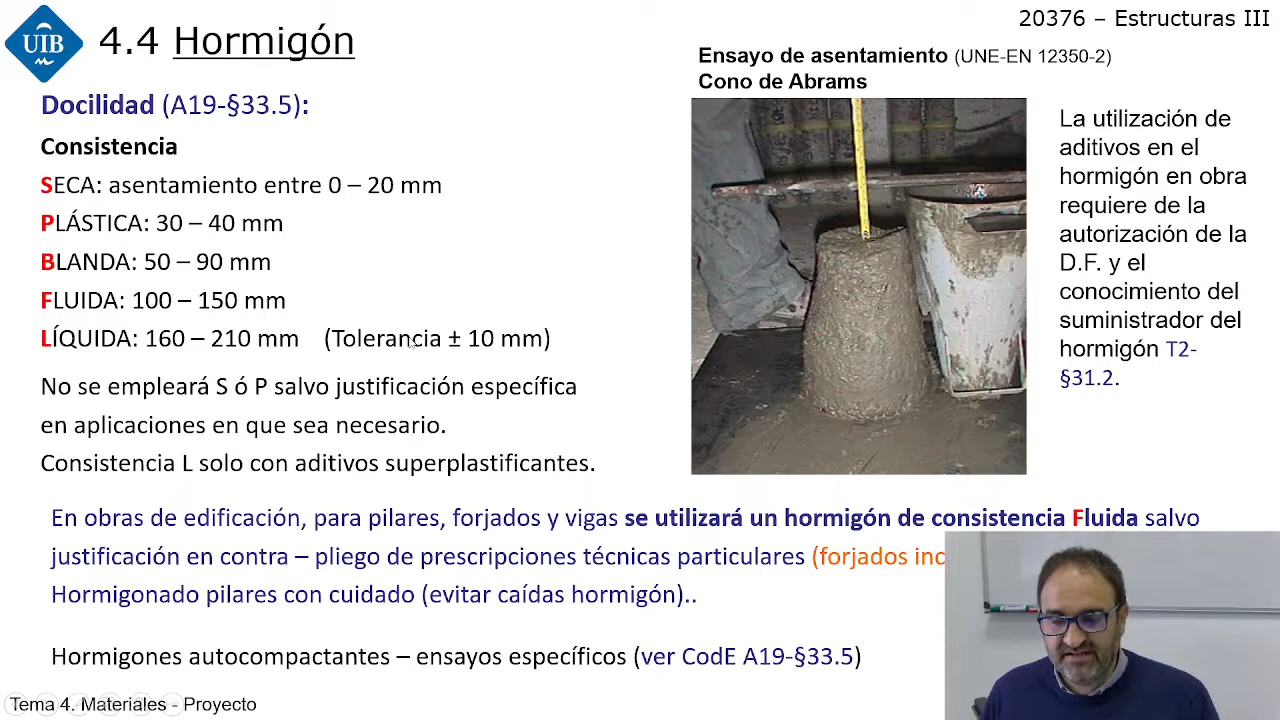 UIB
4.4 Hormigón
20376 – Estructuras III
Ensayo de asentamiento (UNE-EN 12350-2)
Cono de Abrams
Docilidad (A19-§33.5):
Consistencia
SECA: asentamiento entre 0 – 20 mm
PLÁSTICA: 30 – 40 mm
BLANDA: 50 – 90 mm
FLUIDA: 100 – 150 mm
LÍQUIDA: 160 – 210 mm (Tolerancia ± 10 mm)
No se empleará S ó P salvo justificación específica
en aplicaciones en que sea necesario.
Consistencia L solo con aditivos superplastificantes.
La utilización de
aditivos en el
hormigón en obra
requiere de la
autorización de la
D.F. y el
conocimiento del
suministrador del
hormigón T2-
§31.2.
En obras de edificación, para pilares, forjados y vigas se utilizará un hormigón de consistencia Fluida salvo
justificación en contra – pliego de prescripciones técnicas particulares (forjados inc
Hormigonado pilares con cuidado (evitar caídas hormigón)..
Hormigones autocompactantes – ensayos específicos (ver CodE A19-§33.5)
Tema 4. Materiales - Proyecto